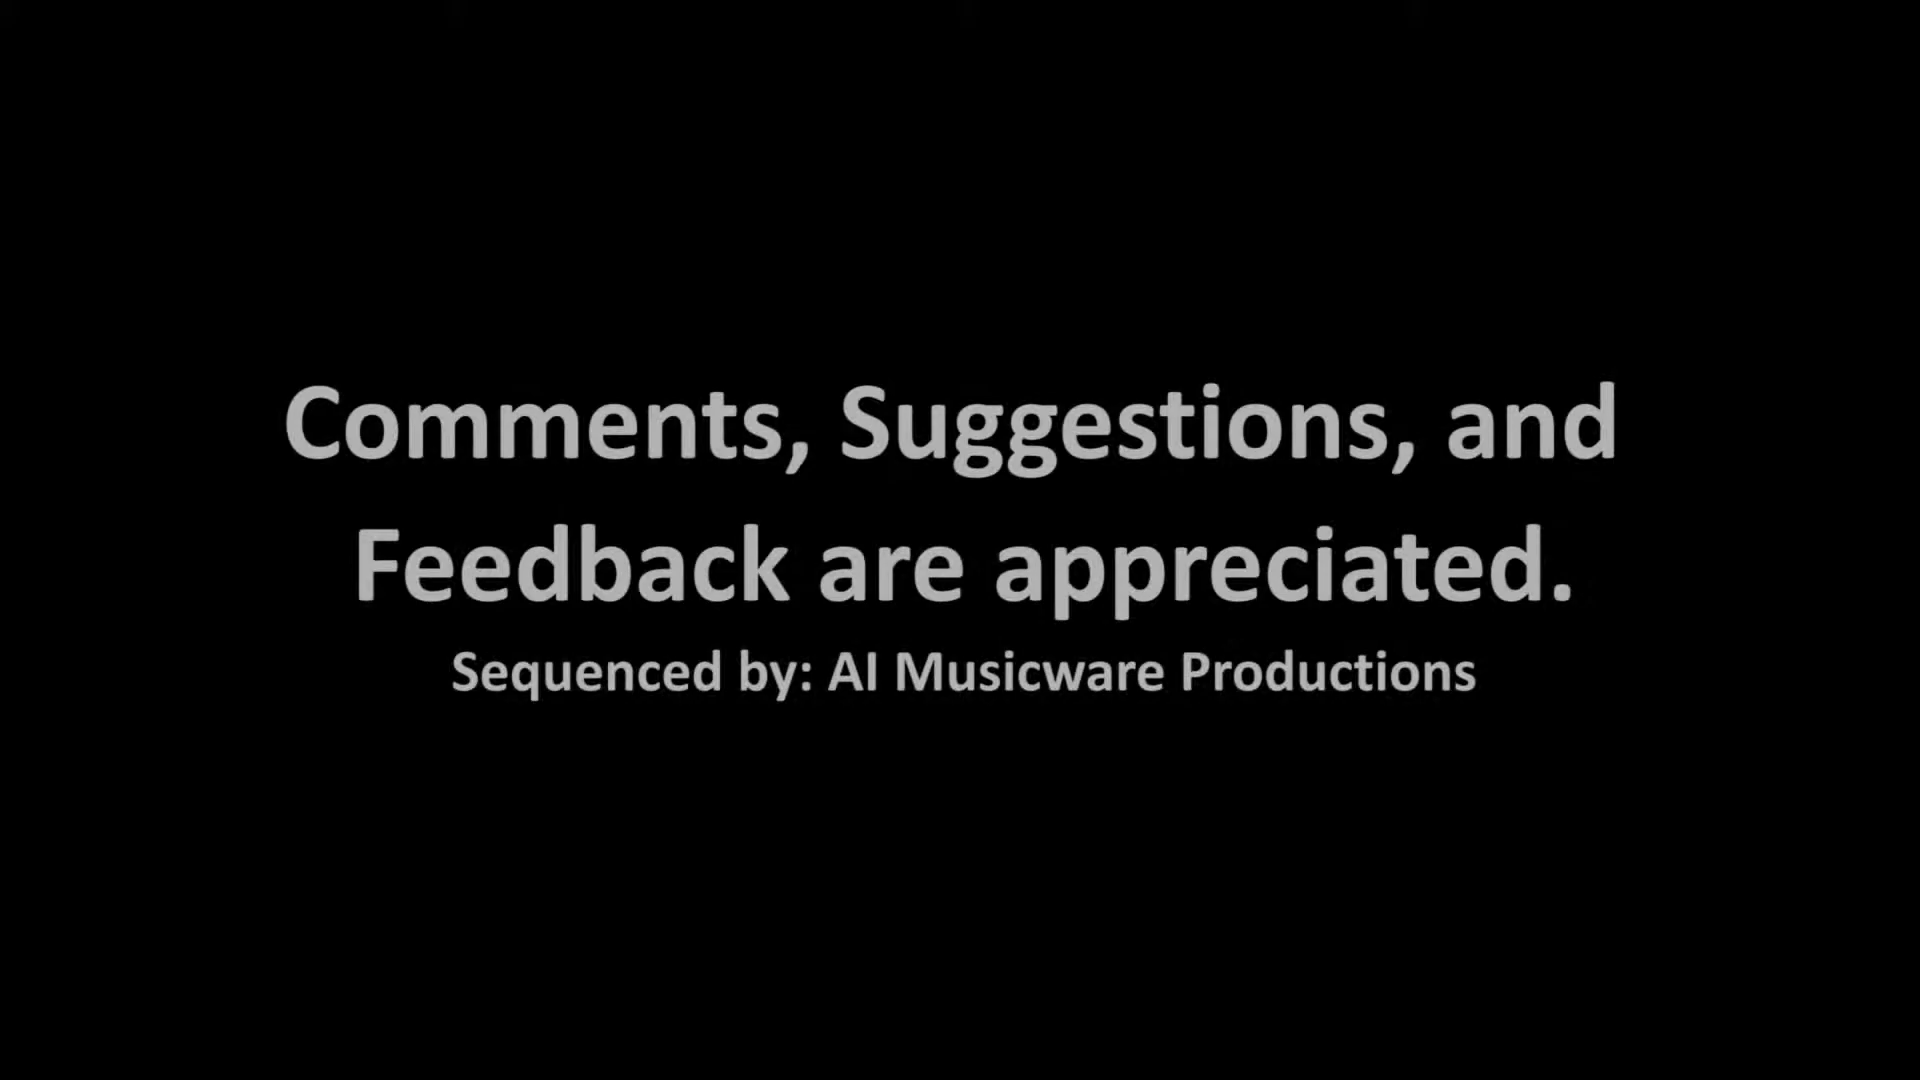 Comments, Suggestions, and
Feedback are appreciated.
Sequenced by: AI Musicware Productions